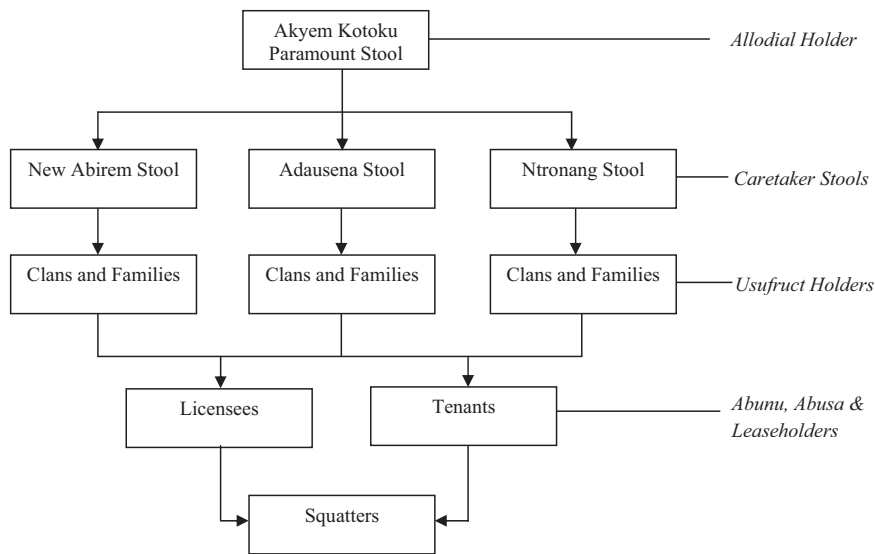 Akyem Kotoku
Paramount Stool
Allodial Holder
New Abirem Stool
Adausena Stool
Ntronang Stool
Caretaker Stools
Clans and Families
Clans and Families
Clans and Families
Usufruct Holders
Licensees
Tenants
Abunu, Abusa &
Leaseholders
Squatters